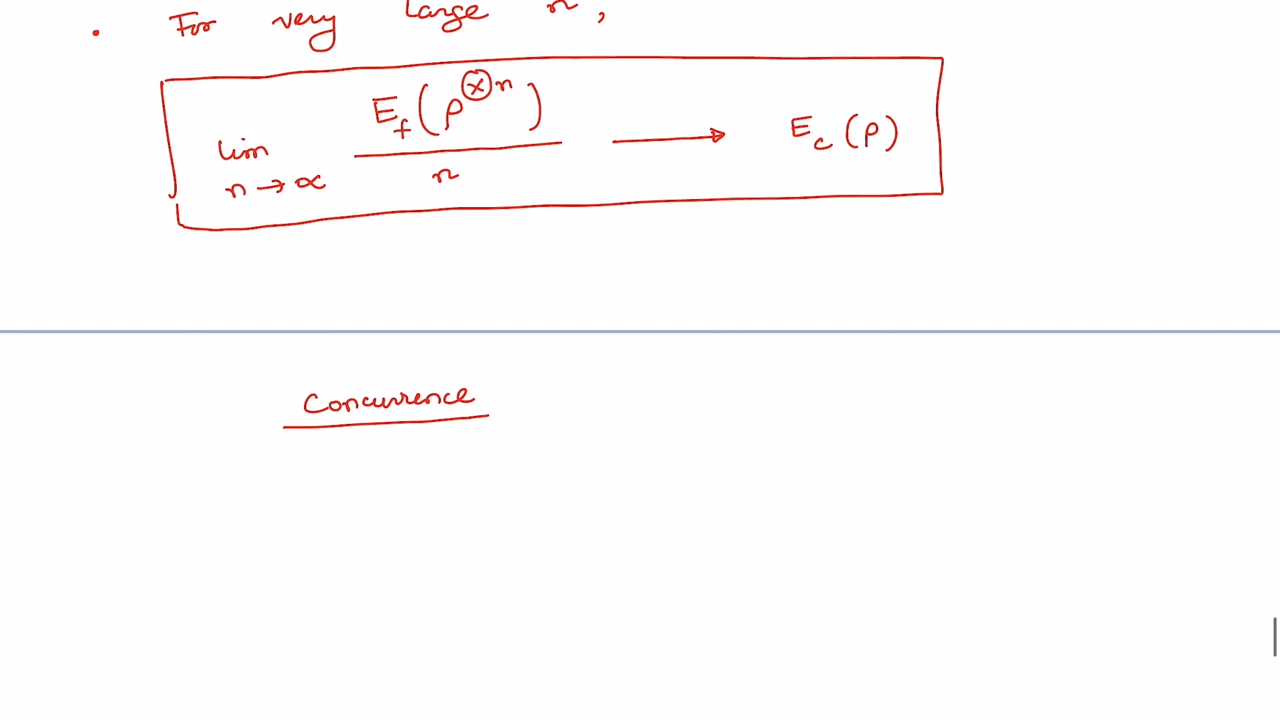 • For very large n,
lim n→∞ E_f(ρ^{⊗n}) / n ⟶ E_c(ρ)
Concurrence